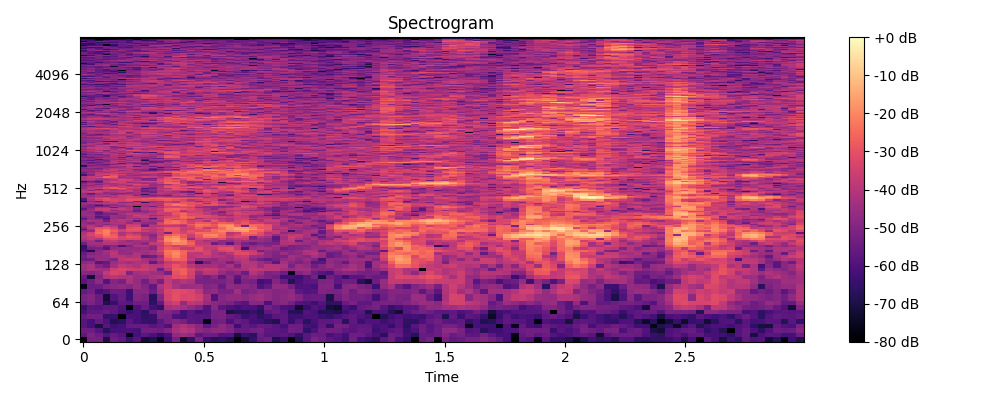 Spectrogram
Hz
4096
2048
1024
512
256
128
64
0
0 0.5 1 1.5 2 2.5
Time
+0 dB
-10 dB
-20 dB
-30 dB
-40 dB
-50 dB
-60 dB
-70 dB
-80 dB